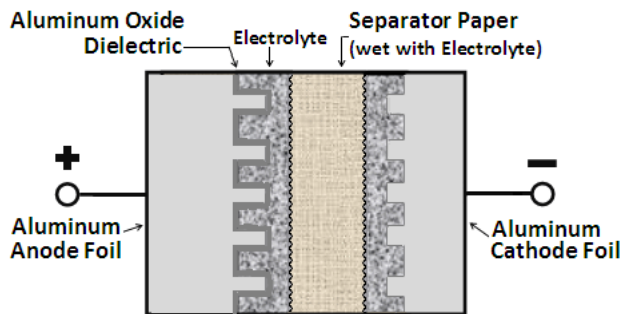 Aluminum Oxide
Dielectric
Electrolyte
Separator Paper
(wet with Electrolyte)
+
−
Aluminum
Anode Foil
Aluminum
Cathode Foil